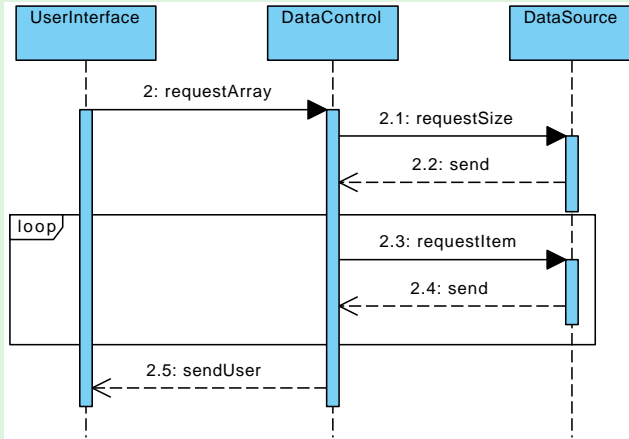 UserInterface
DataControl
DataSource
2: requestArray
2.1: requestSize
2.2: send
loop
2.3: requestItem
2.4: send
2.5: sendUser